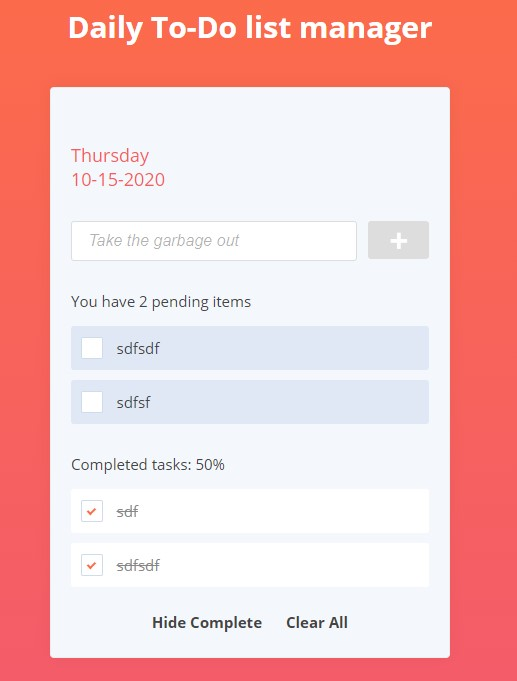 Daily To-Do list manager
Thursday
10-15-2020
Take the garbage out
You have 2 pending items
sdfsdf
sdfsf
Completed tasks: 50%
sdf
sdfsdf
Hide Complete Clear All